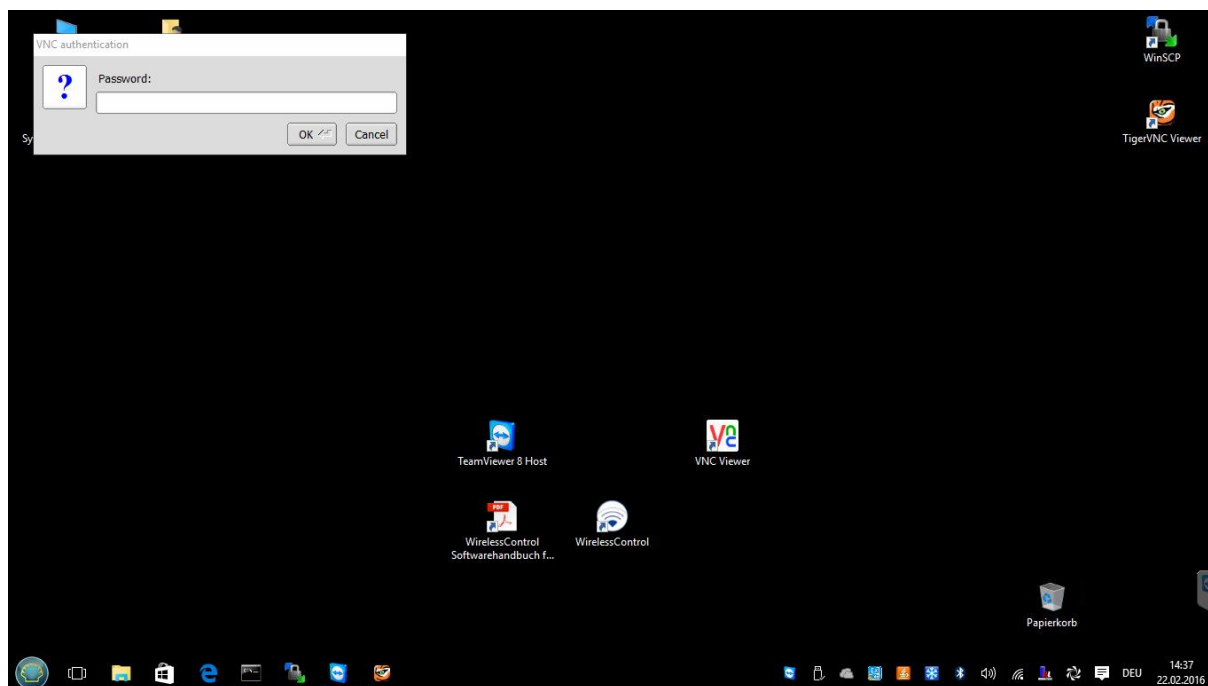 VNC authentication
Password:
OK
Cancel
Sy
WinSCP
TigerVNC Viewer
TeamViewer 8 Host
VNC Viewer
PDF
WirelessControl
Softwarehandbuch f...
WirelessControl
Papierkorb
DEU
14:37
22.02.2016